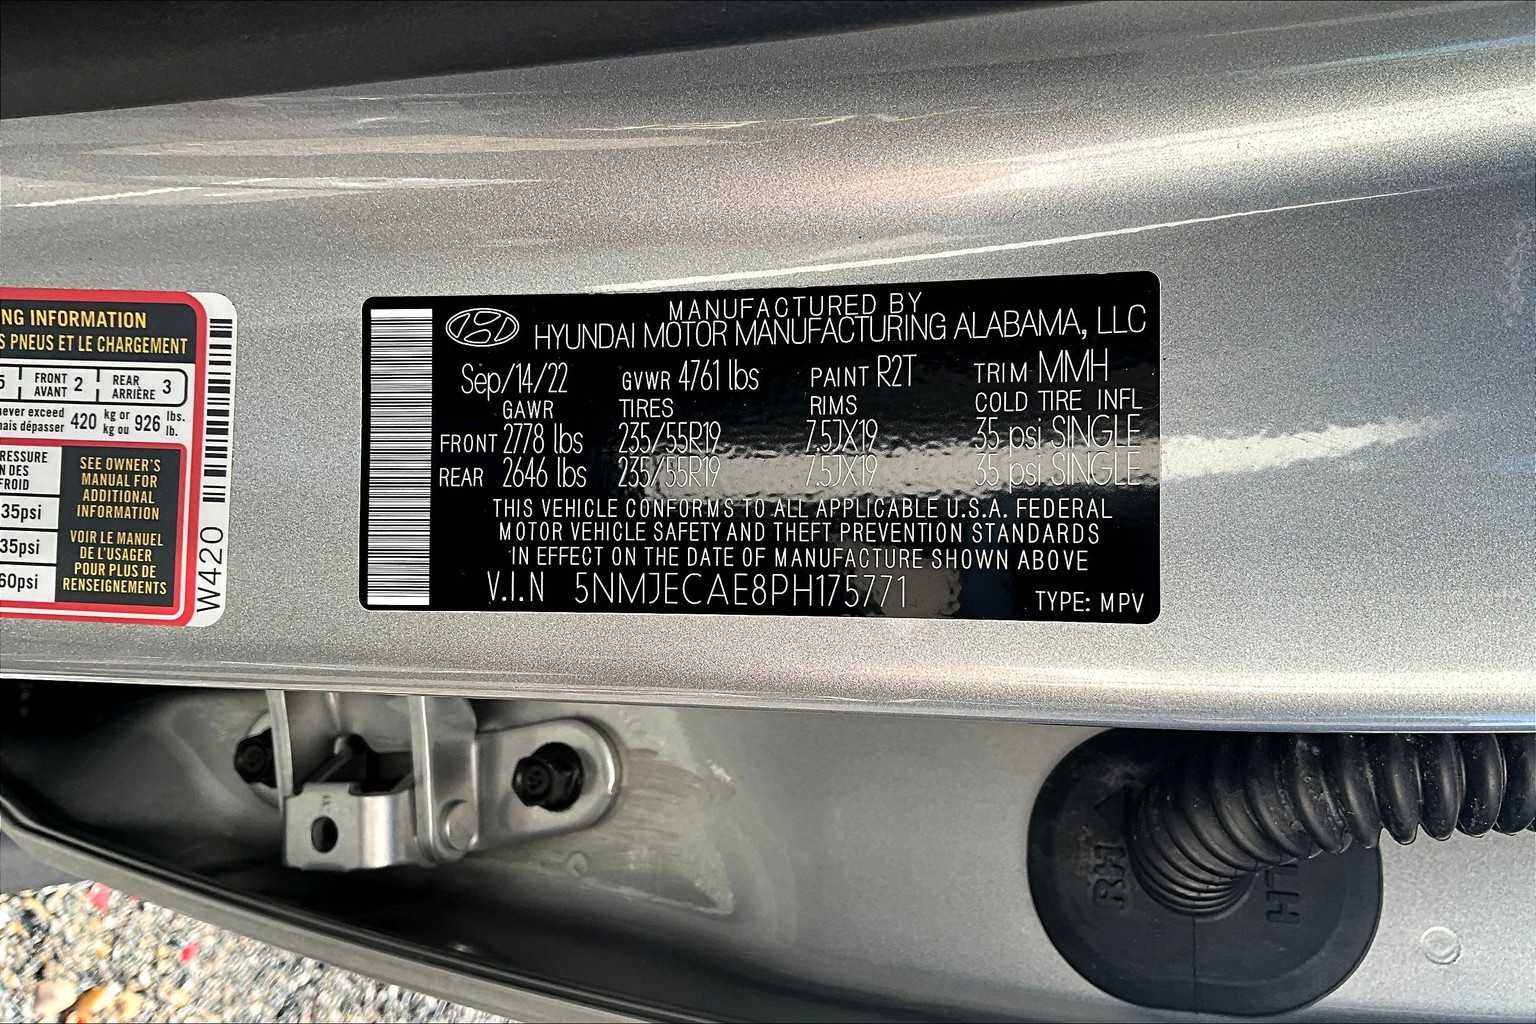 NG INFORMATION
S PNEUS ET LE CHARGEMENT
5 FRONT AVANT 2 REAR ARRIÈRE 3
never exceed 420 kg or 926 lbs.
mais dépasser kg ou lb.
PRESSURE
N DES
FROID
35psi
35psi
60psi
SEE OWNER'S
MANUAL FOR
ADDITIONAL
INFORMATION
VOIR LE MANUEL
DE L'USAGER
POUR PLUS DE
RENSEIGNEMENTS
W420
MANUFACTURED BY
HYUNDAI MOTOR MANUFACTURING ALABAMA, LLC
Sep/14/22 GVWR 4761 lbs PAINT R2T TRIM MMH
GAWR TIRES RIMS COLD TIRE INFL
FRONT 2778 lbs 235/55R19 7.5JX19 35 psi SINGLE
REAR 2646 lbs 235/55R19 7.5JX19 35 psi SINGLE
THIS VEHICLE CONFORMS TO ALL APPLICABLE U.S.A. FEDERAL
MOTOR VEHICLE SAFETY AND THEFT PREVENTION STANDARDS
IN EFFECT ON THE DATE OF MANUFACTURE SHOWN ABOVE
V.I.N 5NMJECAE8PH175771 TYPE: MPV
RH
LH